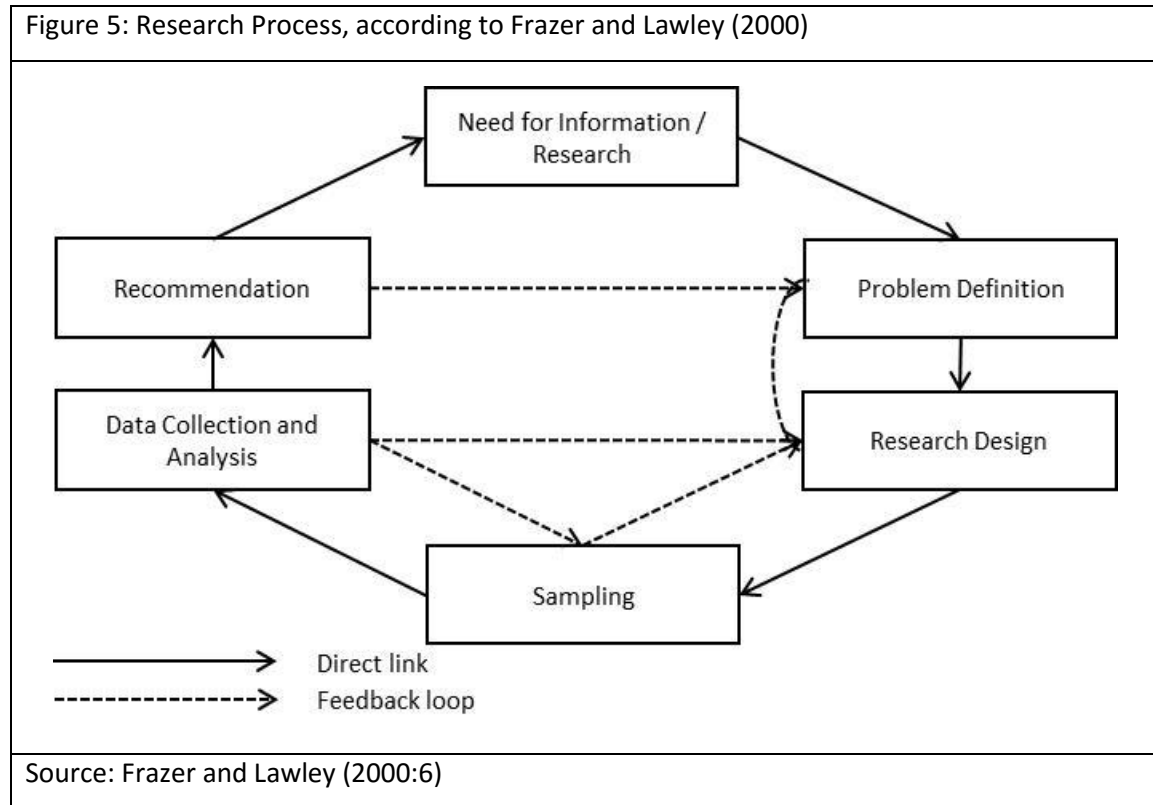 Figure 5: Research Process, according to Frazer and Lawley (2000)
Need for Information /
Research
Recommendation
Problem Definition
Data Collection and
Analysis
Research Design
Sampling
Direct link
Feedback loop
Source: Frazer and Lawley (2000:6)